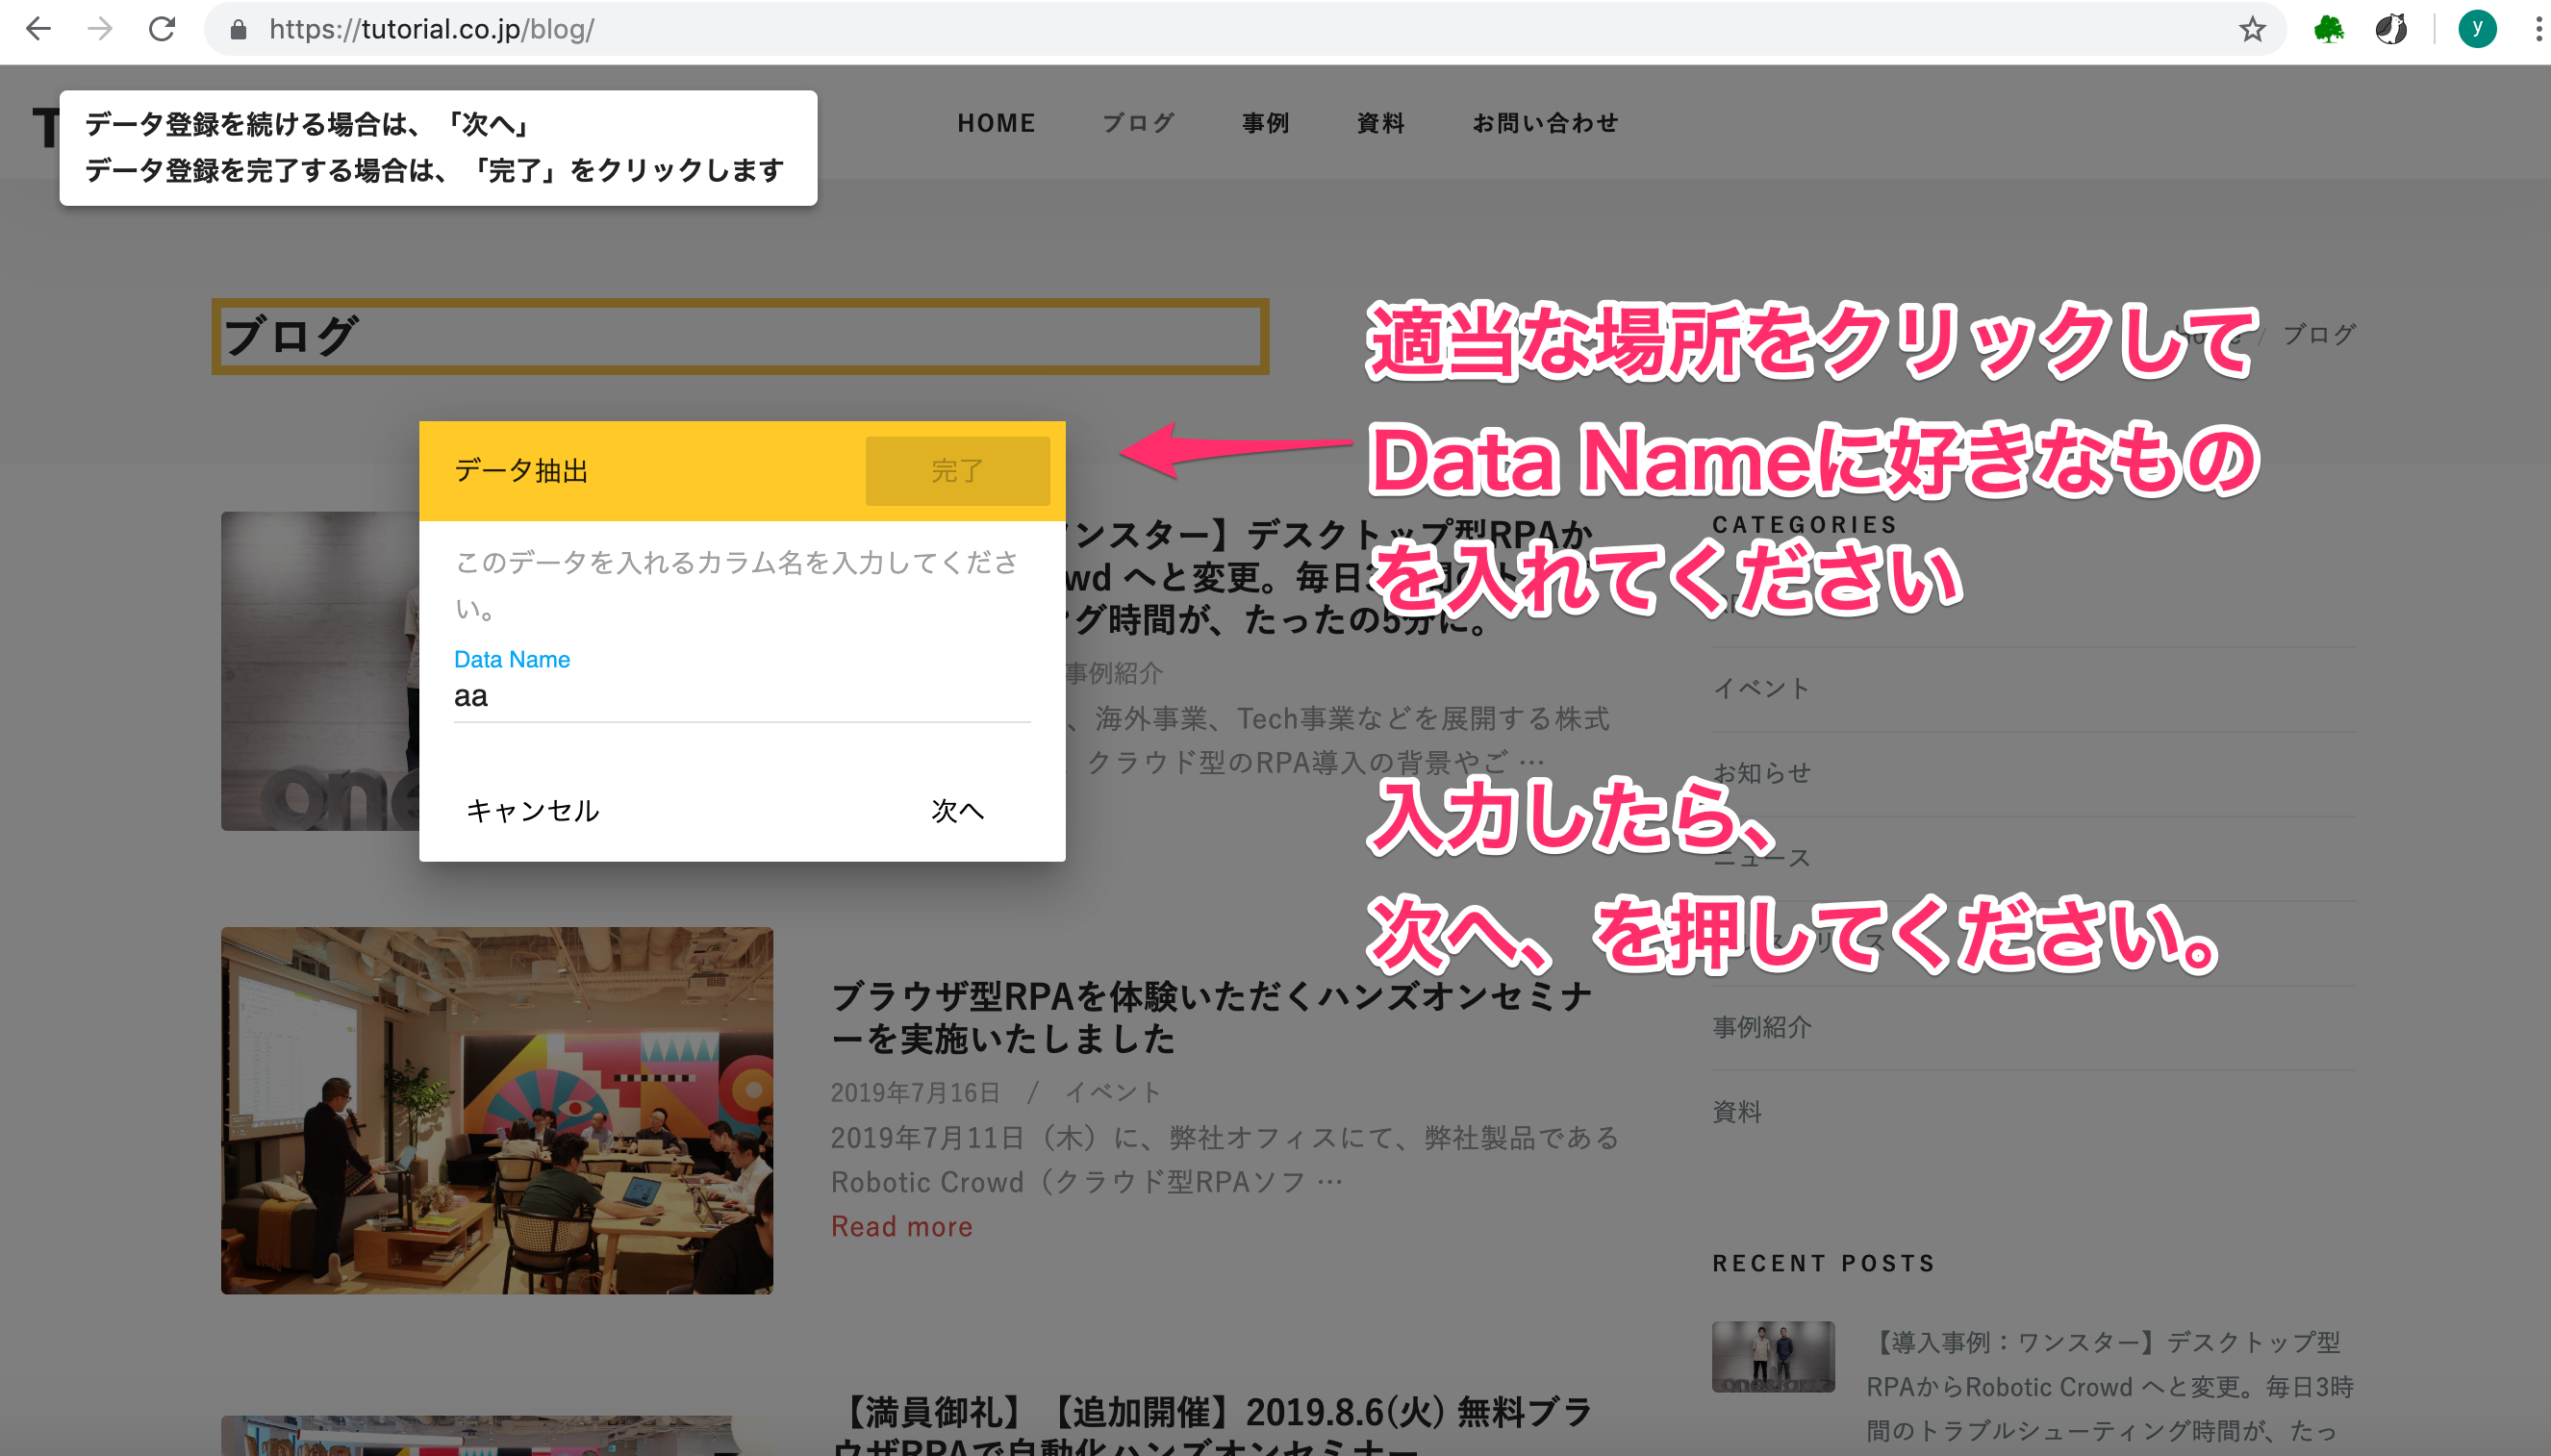 https://tutorial.co.jp/blog/
y
T
データ登録を続ける場合は、「次へ」
データ登録を完了する場合は、「完了」をクリックします
HOME
ブログ
事例
資料
お問い合わせ
ブログ
/ ブログ
適当な場所をクリックして
Data Nameに好きなもの
を入れてください
入力したら、
次へ、を押してください。
データ抽出
完了
このデータを入れるカラム名を入力してくださ
い。
Data Name
aa
キャンセル
次へ
ンスター】デスクトップ型RPAか
owd へと変更。毎日3
グ時間が、たったの5分に。
事例紹介
、海外事業、Tech事業などを展開する株式
クラウド型のRPA導入の背景やご …
one
ブラウザ型RPAを体験いただくハンズオンセミナ
ーを実施いたしました
2019年7月16日 / イベント
2019年7月11日（木）に、弊社オフィスにて、弊社製品である
Robotic Crowd（クラウド型RPAソフ …
Read more
【満員御礼】【追加開催】2019.8.6(火) 無料ブラ
ウザRPAで自動化ハンズオンセミナー
CATEGORIES
イベント
お知らせ
ニュース
事例紹介
資料
RECENT POSTS
【導入事例：ワンスター】デスクトップ型
RPAからRobotic Crowd へと変更。毎日3時
間のトラブルシューティング時間が、たっ